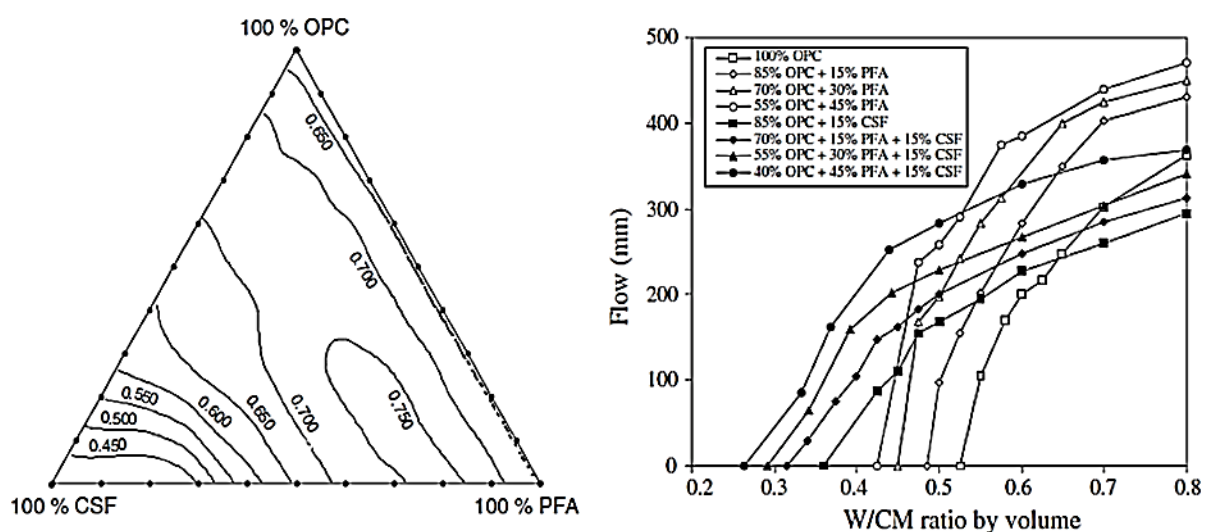 100 % OPC
0.650
0.700
0.750
0.700
0.650
0.600
0.550
0.500
0.450
100 % CSF
100 % PFA
500
400
300
200
100
0
Flow (mm)
100% OPC
85% OPC + 15% PFA
70% OPC + 30% PFA
55% OPC + 45% PFA
85% OPC + 15% CSF
70% OPC + 15% PFA + 15% CSF
55% OPC + 30% PFA + 15% CSF
40% OPC + 45% PFA + 15% CSF
0.2 0.3 0.4 0.5 0.6 0.7 0.8
W/CM ratio by volume